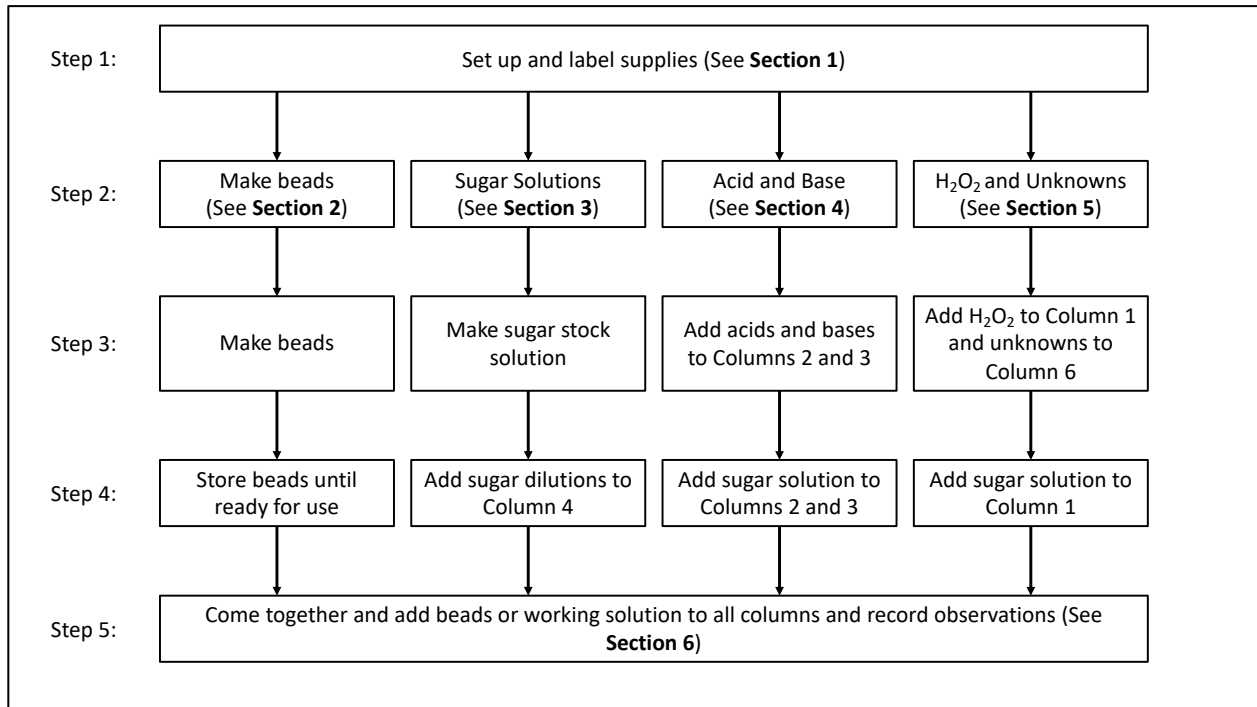 Step 1:
Set up and label supplies (See Section 1)
Step 2:
Make beads
(See Section 2)
Sugar Solutions
(See Section 3)
Acid and Base
(See Section 4)
H₂O₂ and Unknowns
(See Section 5)
Step 3:
Make beads
Make sugar stock
solution
Add acids and bases
to Columns 2 and 3
Add H₂O₂ to Column 1
and unknowns to
Column 6
Step 4:
Store beads until
ready for use
Add sugar dilutions to
Column 4
Add sugar solution to
Columns 2 and 3
Add sugar solution to
Column 1
Step 5:
Come together and add beads or working solution to all columns and record observations (See
Section 6)